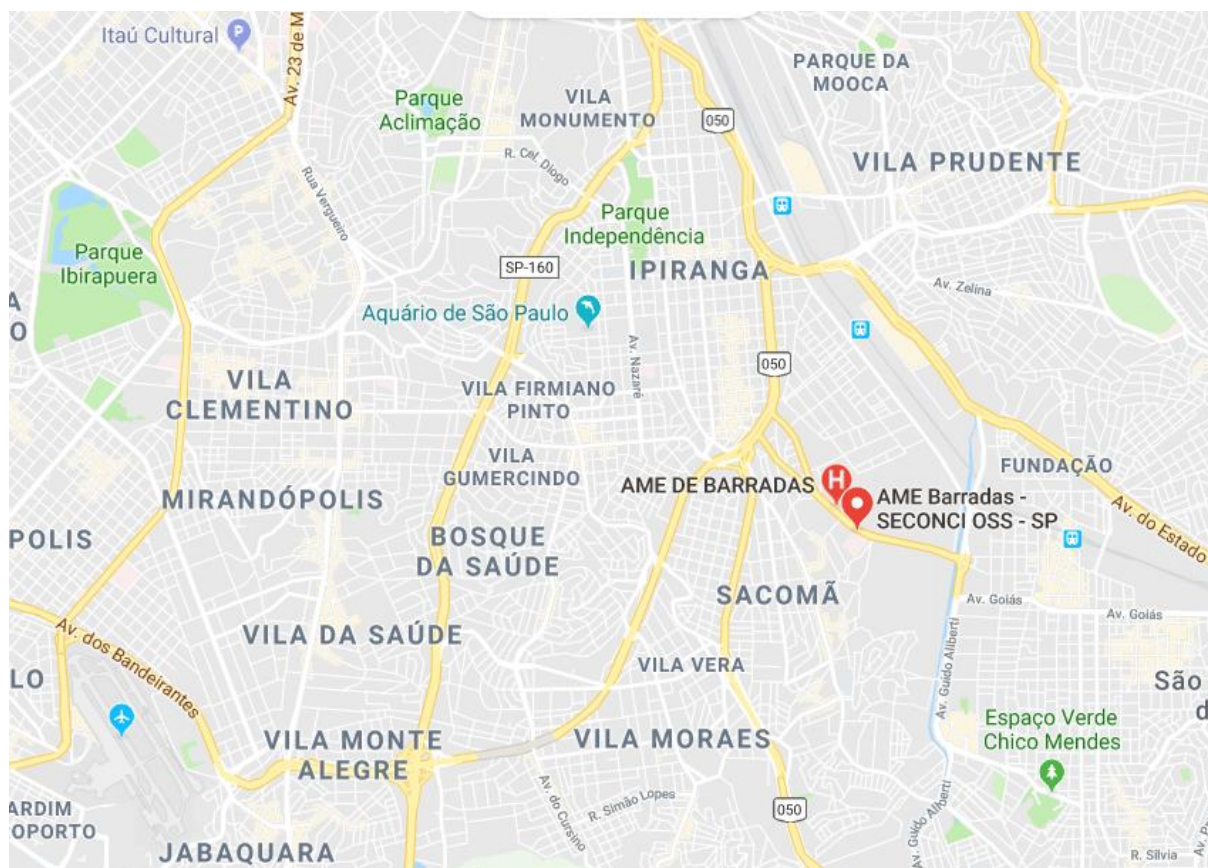 Itaú Cultural
Av. 23 de M
Parque
Aclimação
VILA
MONUMENTO
050
PARQUE DA
MOOCA
R. Cel. Diogo
VILA PRUDENTE
Rua Vergueiro
Parque
Independência
Parque
Ibirapuera
SP-160
IPIRANGA
Av. Zelina
A
O
Aquário de São Paulo
Av. Nazaré
050
VILA
CLEMENTINO
VILA FIRMIANO
PINTO
VILA
GUMERCINDO
FUNDAÇÃO
AME DE BARRADAS
H
AME Barradas -
SECONCI OSS - SP
MIRANDÓPOLIS
Av. do Estado
POLIS
BOSQUE
DA SAÚDE
SACOMÃ
Av. Goiás
Av. Goiás
Av. dos Bandeirantes
VILA DA SAÚDE
VILA VERA
Av. Guido Aliberti
LO
São
d
Espaço Verde
Chico Mendes
VILA MONTE
ALEGRE
VILA MORAES
Av. do Cursino
R. Simão Lopes
050
Av. Guido Aliberti
ARDIM
OPORTO
JABAQUARA
R. Silvia